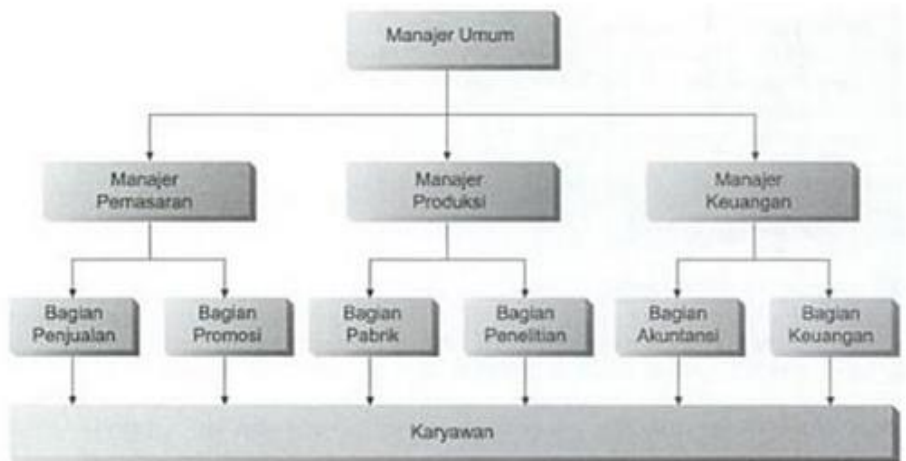 Manajer Umum
Manajer
Pemasaran
Manajer
Produksi
Manajer
Keuangan
Bagian
Penjualan
Bagian
Promosi
Bagian
Pabrik
Bagian
Penelitian
Bagian
Akuntansi
Bagian
Keuangan
Karyawan